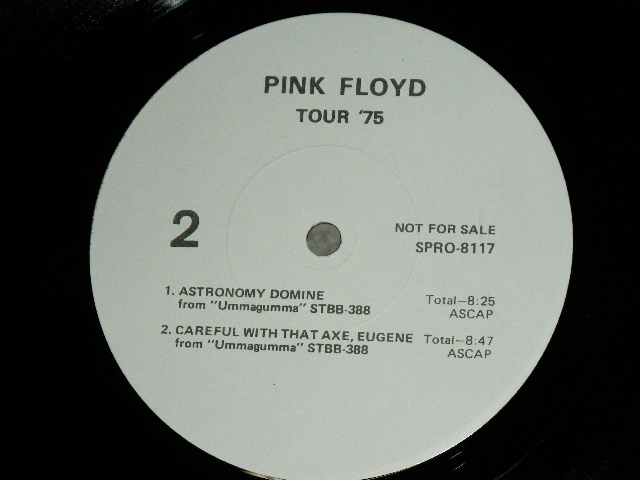 PINK FLOYD
TOUR '75
2
NOT FOR SALE
SPRO-8117
1. ASTRONOMY DOMINE
from "Ummagumma" STBB-388
Total—8:25
ASCAP
2. CAREFUL WITH THAT AXE, EUGENE
from "Ummagumma" STBB-388
Total—8:47
ASCAP